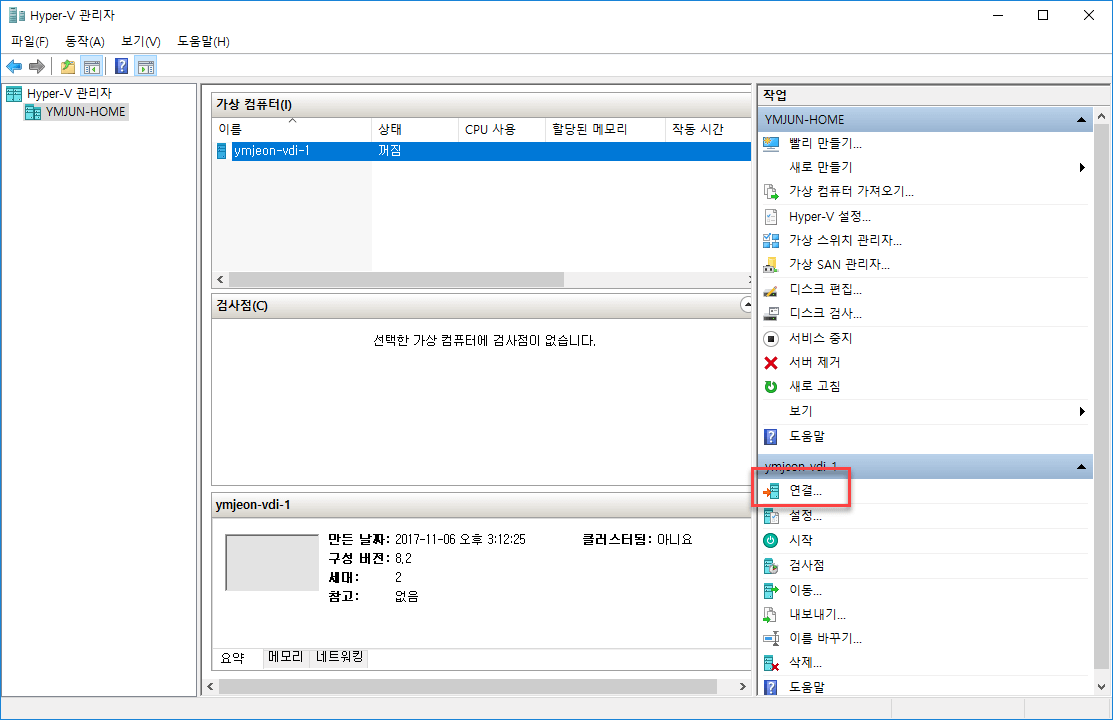 Hyper-V 관리자
파일(F) 동작(A) 보기(V) 도움말(H)
Hyper-V 관리자
YMJUN-HOME
가상 컴퓨터(I)
이름 상태 CPU 사용 할당된 메모리 작동 시간
ymjeon-vdi-1 꺼짐
검사점(C)
선택한 가상 컴퓨터에 검사점이 없습니다.
ymjeon-vdi-1
만든 날짜: 2017-11-06 오후 3:12:25 클러스터됨: 아니요
구성 버전: 8.2
세대: 2
참고: 없음
요약 메모리 네트워킹
작업
YMJUN-HOME
빨리 만들기...
새로 만들기
가상 컴퓨터 가져오기...
Hyper-V 설정...
가상 스위치 관리자...
가상 SAN 관리자...
디스크 편집...
디스크 검사...
서비스 중지
서버 제거
새로 고침
보기
도움말
ymjeon-vdi-1
연결...
설정...
시작
검사점
이동...
내보내기...
이름 바꾸기...
삭제...
도움말